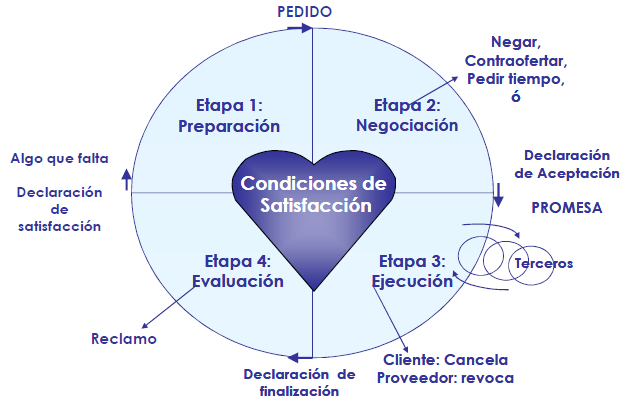 PEDIDO
Negar,
Contraofertar,
Pedir tiempo,
ó
Etapa 1:
Preparación
Etapa 2:
Negociación
Algo que falta
Declaración
de
satisfacción
Condiciones de
Satisfacción
Declaración
de Aceptación
PROMESA
Etapa 4:
Evaluación
Etapa 3:
Ejecución
Terceros
Reclamo
Declaración de
finalización
Cliente: Cancela
Proveedor: revoca